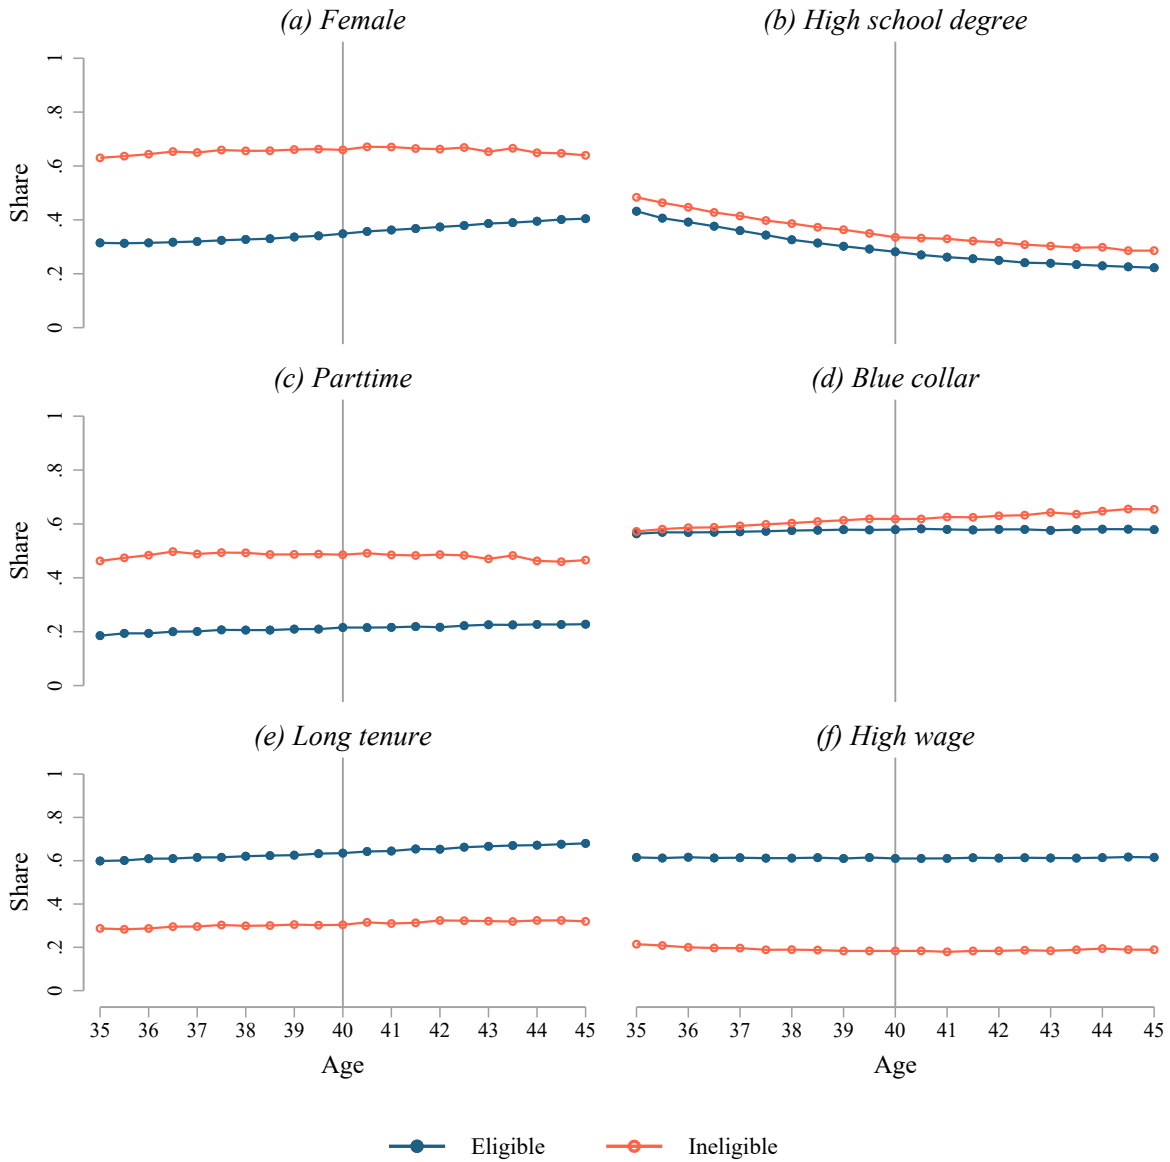 (a) Female
(b) High school degree
Share
1
.8
.6
.4
.2
0
(c) Parttime
(d) Blue collar
Share
1
.8
.6
.4
.2
0
(e) Long tenure
(f) High wage
Share
1
.8
.6
.4
.2
0
35 36 37 38 39 40 41 42 43 44 45
35 36 37 38 39 40 41 42 43 44 45
Age
Age
Eligible
Ineligible